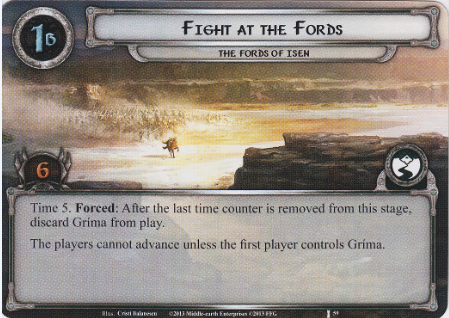 1B
FIGHT AT THE FORDS
THE FORDS OF ISEN
6
Time 5. Forced: After the last time counter is removed from this stage,
discard Gríma from play.
The players cannot advance unless the first player controls Gríma.
Illus. Cristi Balanescu ©2013 Middle-earth Enterprises ©2013 FFG 59